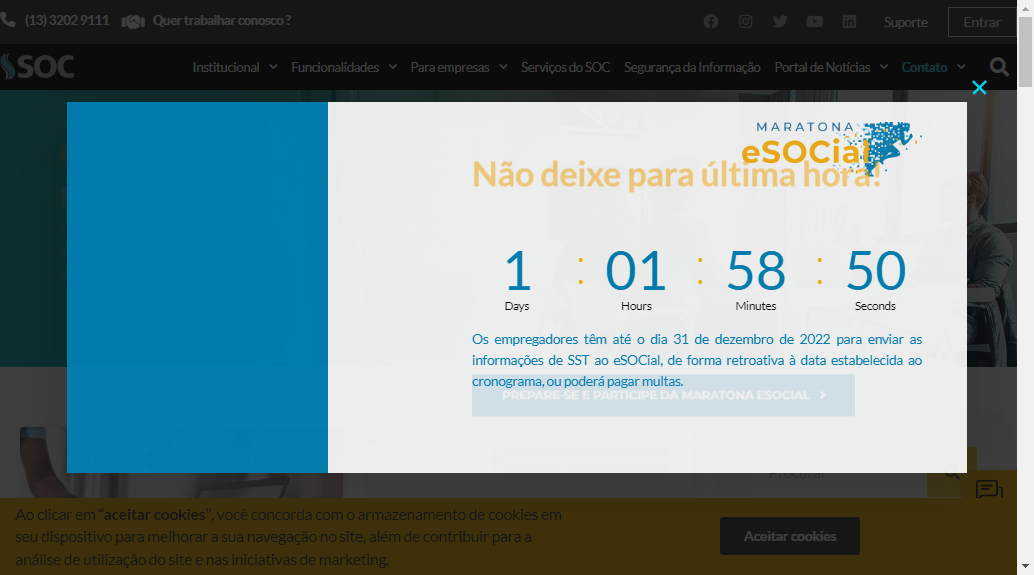 (13) 3202 9111 Quer trabalhar conosco ?
Suporte Entrar
SOC
Institucional Funcionalidades Para empresas Serviços do SOC Segurança da Informação Portal de Notícias Contato
MARATONA
eSOCial
Não deixe para última hora!
1 : 01 : 58 : 50
Days Hours Minutes Seconds
Os empregadores têm até o dia 31 de dezembro de 2022 para enviar as
informações de SST ao eSOCial, de forma retroativa à data estabelecida ao
cronograma, ou poderá pagar multas.
PREPARE-SE E PARTICIPE DA MARATONA ESOCIAL
Procurar
Ao clicar em "aceitar cookies", você concorda com o armazenamento de cookies em
seu dispositivo para melhorar a sua navegação no site, além de contribuir para a
análise de utilização do site e nas iniciativas de marketing.
Aceitar cookies